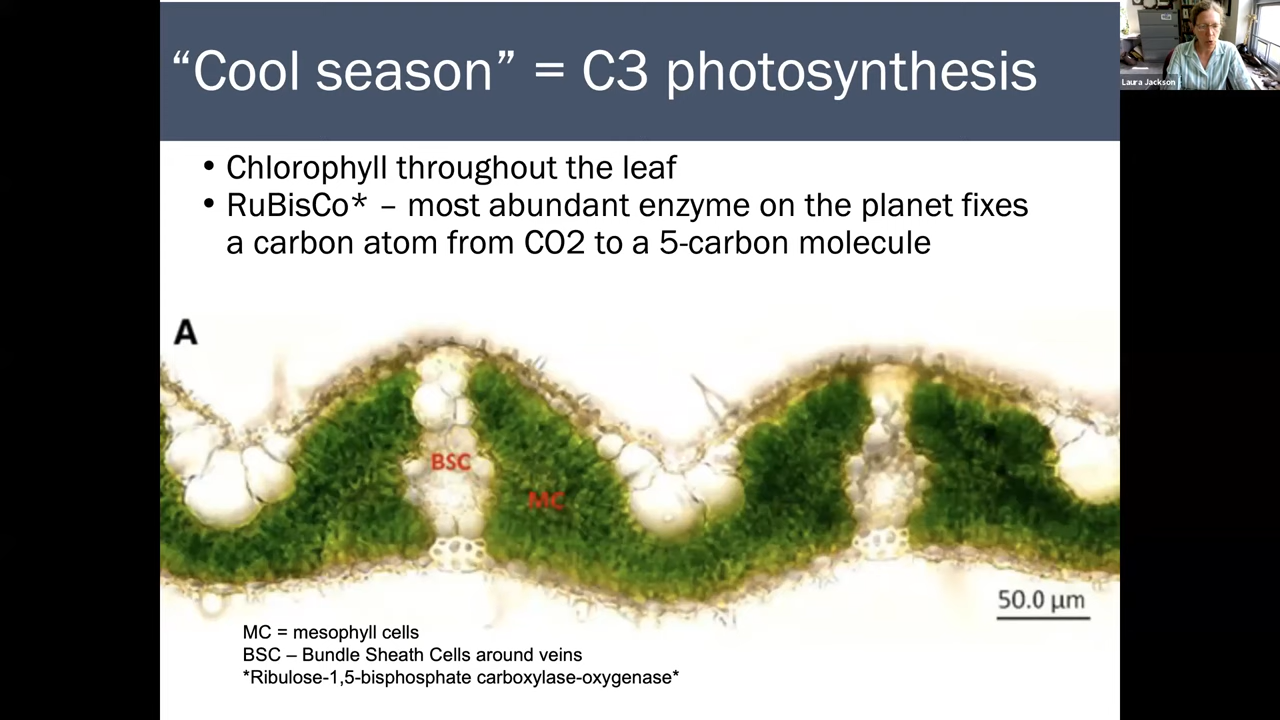 “Cool season” = C3 photosynthesis
Laura Jackson
• Chlorophyll throughout the leaf
• RuBisCo* – most abundant enzyme on the planet fixes
a carbon atom from CO2 to a 5-carbon molecule
A
BSC
MC
50.0 µm
MC = mesophyll cells
BSC – Bundle Sheath Cells around veins
*Ribulose-1,5-bisphosphate carboxylase-oxygenase*